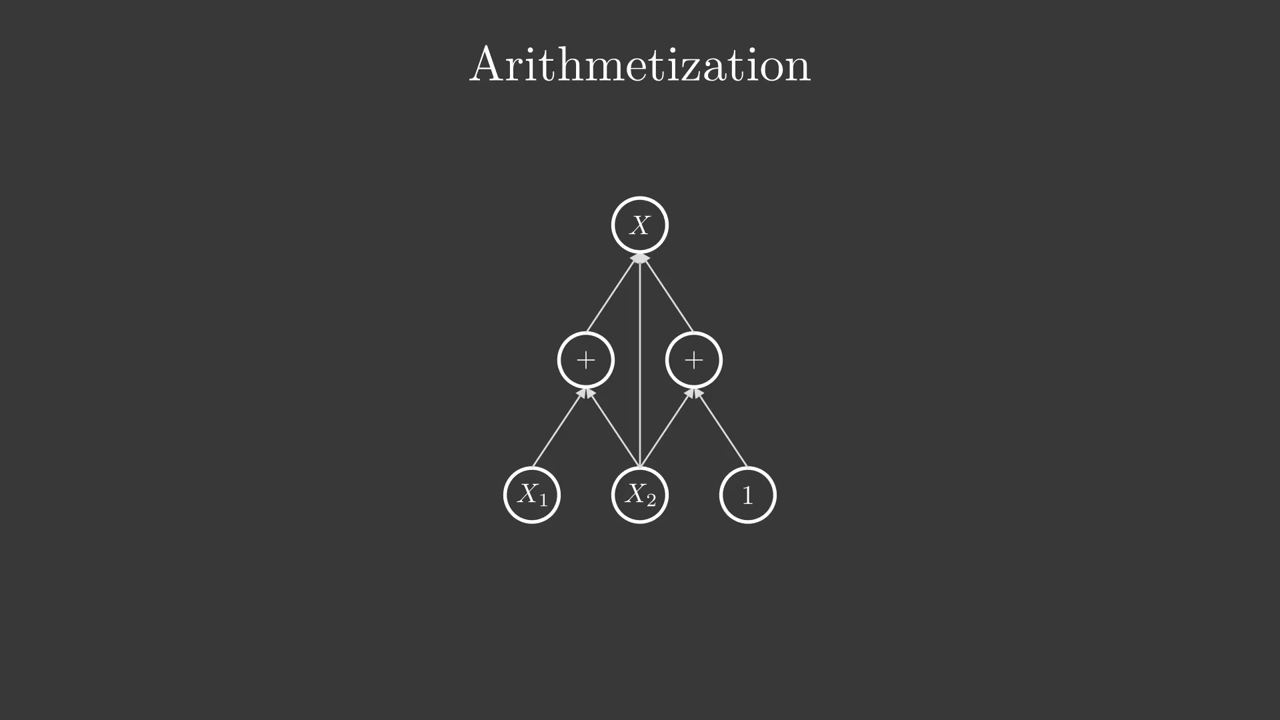 Arithmetization
X
+ +
X₁ X₂ 1